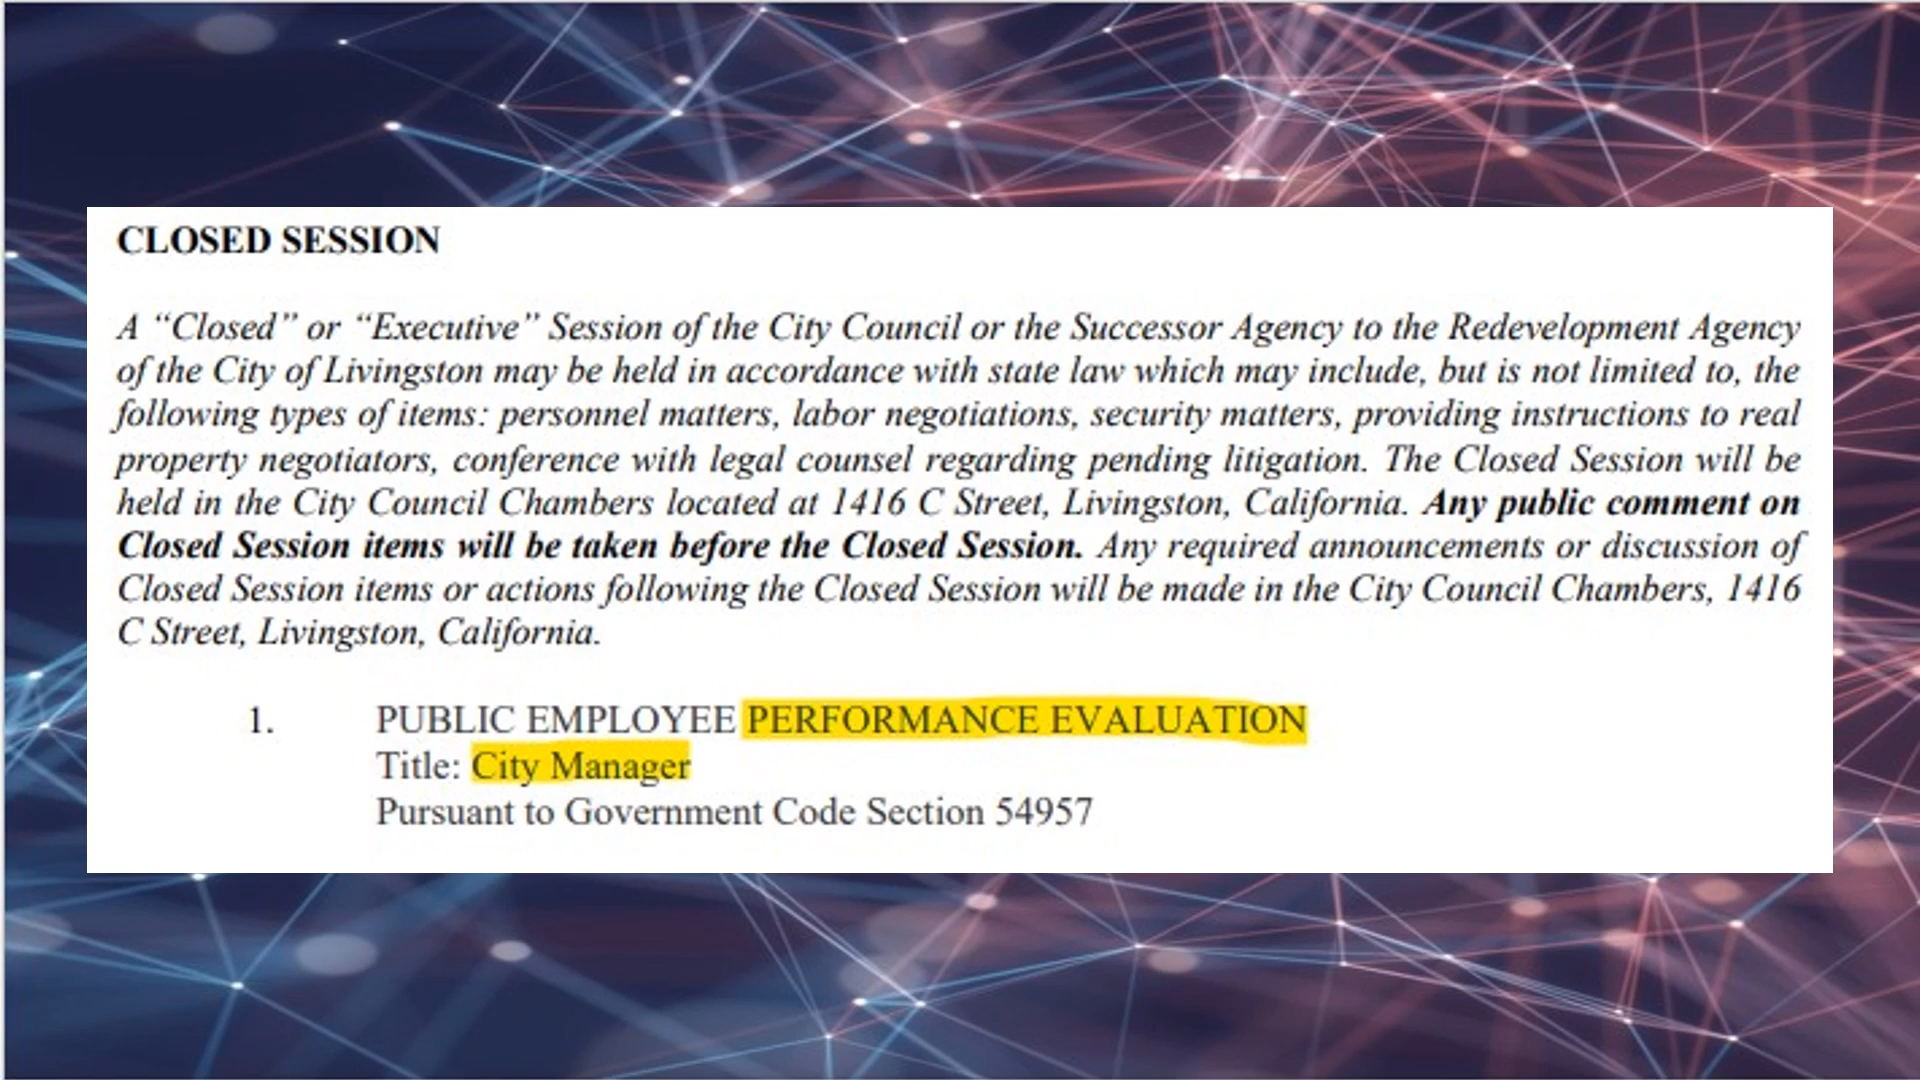 CLOSED SESSION
A “Closed” or “Executive” Session of the City Council or the Successor Agency to the Redevelopment Agency
of the City of Livingston may be held in accordance with state law which may include, but is not limited to, the
following types of items: personnel matters, labor negotiations, security matters, providing instructions to real
property negotiators, conference with legal counsel regarding pending litigation. The Closed Session will be
held in the City Council Chambers located at 1416 C Street, Livingston, California. Any public comment on
Closed Session items will be taken before the Closed Session. Any required announcements or discussion of
Closed Session items or actions following the Closed Session will be made in the City Council Chambers, 1416
C Street, Livingston, California.
1. PUBLIC EMPLOYEE PERFORMANCE EVALUATION
Title: City Manager
Pursuant to Government Code Section 54957